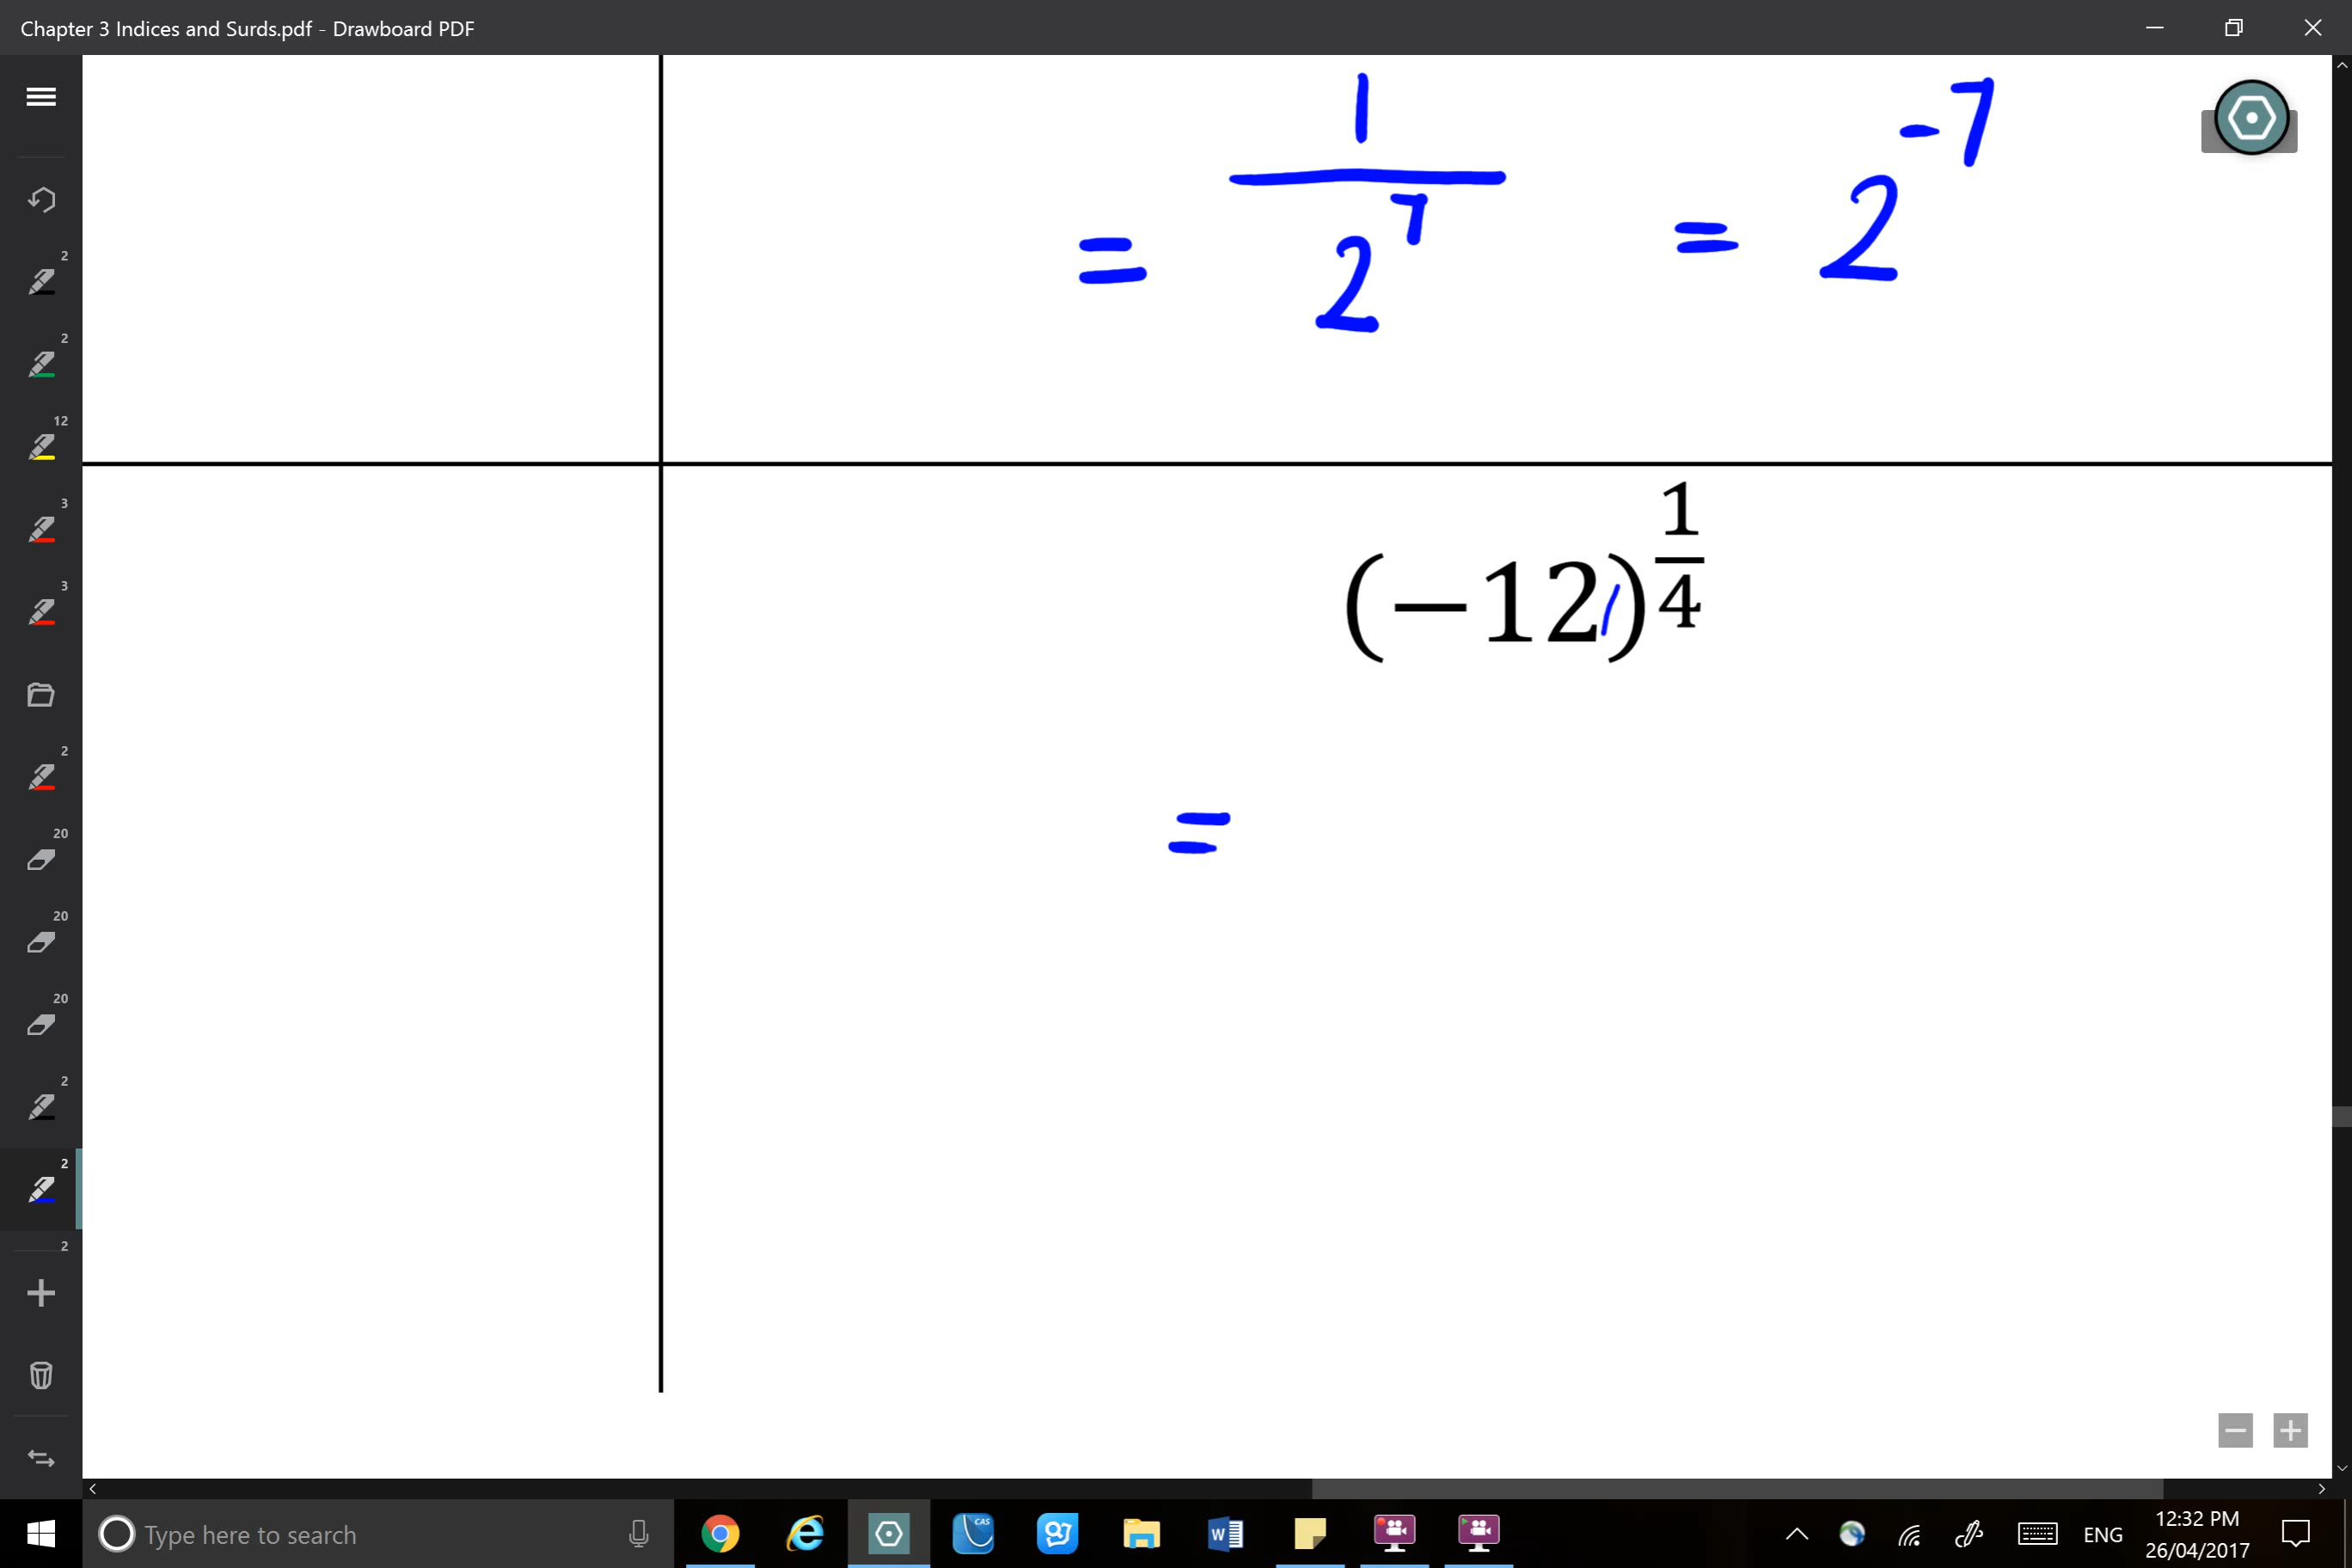 Chapter 3 Indices and Surds.pdf - Drawboard PDF
= 1/2^7 = 2^-7
2
2
12
3
3
2
20
20
20
2
2
2
(−12)^1/4
=
Type here to search
CAS
W
ENG
12:32 PM
26/04/2017